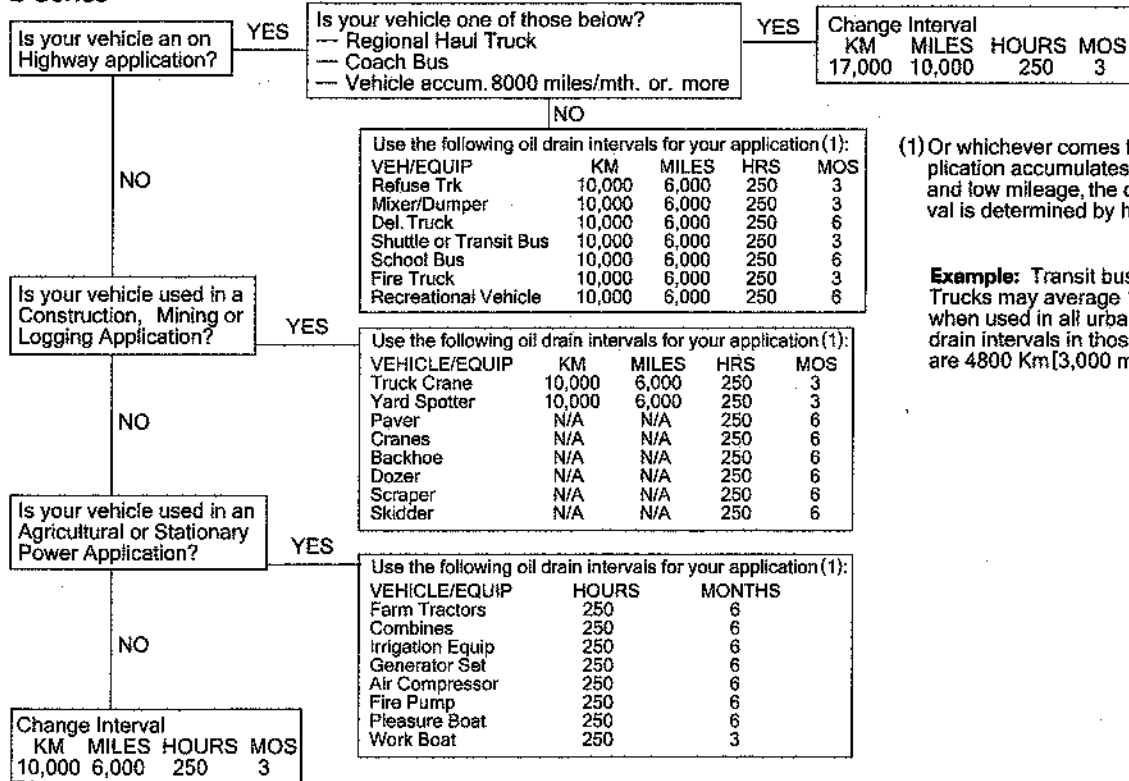 Is your vehicle an on
Highway application?
YES
Is your vehicle one of those below?
— Regional Haul Truck
— Coach Bus
— Vehicle accum. 8000 miles/mth. or. more
YES
Change Interval
KM MILES HOURS MOS
17,000 10,000 250 3
NO
NO
Use the following oil drain intervals for your application (1):
VEH/EQUIP KM MILES HRS MOS
Refuse Trk 10,000 6,000 250 3
Mixer/Dumper 10,000 6,000 250 3
Del. Truck 10,000 6,000 250 6
Shuttle or Transit Bus 10,000 6,000 250 3
School Bus 10,000 6,000 250 6
Fire Truck 10,000 6,000 250 3
Recreational Vehicle 10,000 6,000 250 6
(1) Or whichever comes
plication accumulates
and low mileage, the
val is determined by
Example: Transit bus
Trucks may average
when used in all
drain intervals in
are 4800 Km [3,000
Is your vehicle used in a
Construction, Mining or
Logging Application?
YES
Use the following oil drain intervals for your application (1):
VEHICLE/EQUIP KM MILES HRS MOS
Truck Crane 10,000 6,000 250 3
Yard Spotter 10,000 6,000 250 3
Paver N/A N/A 250 6
Cranes N/A N/A 250 6
Backhoe N/A N/A 250 6
Dozer N/A N/A 250 6
Scraper N/A N/A 250 6
Skidder N/A N/A 250 6
NO
Is your vehicle used in an
Agricultural or Stationary
Power Application?
YES
Use the following oil drain intervals for your application (1):
VEHICLE/EQUIP HOURS MONTHS
Farm Tractors 250 6
Combines 250 6
Irrigation Equip 250 6
Generator Set 250 6
Air Compressor 250 6
Fire Pump 250 6
Pleasure Boat 250 6
Work Boat 250 3
NO
Change Interval
KM MILES HOURS MOS
10,000 6,000 250 3